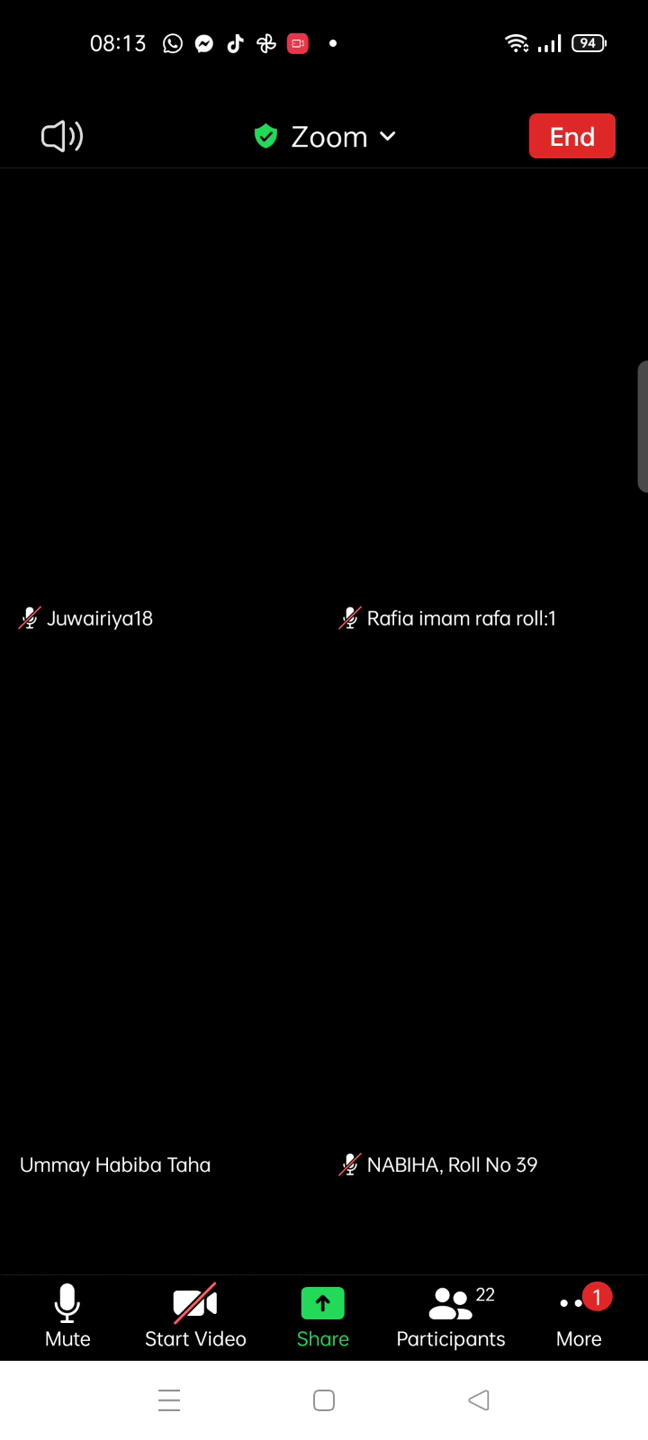 08:13
94
Zoom
End
Juwairiya18
Rafia imam rafa roll:1
Ummay Habiba Taha
NABIHA, Roll No 39
22
1
Mute
Start Video
Share
Participants
More